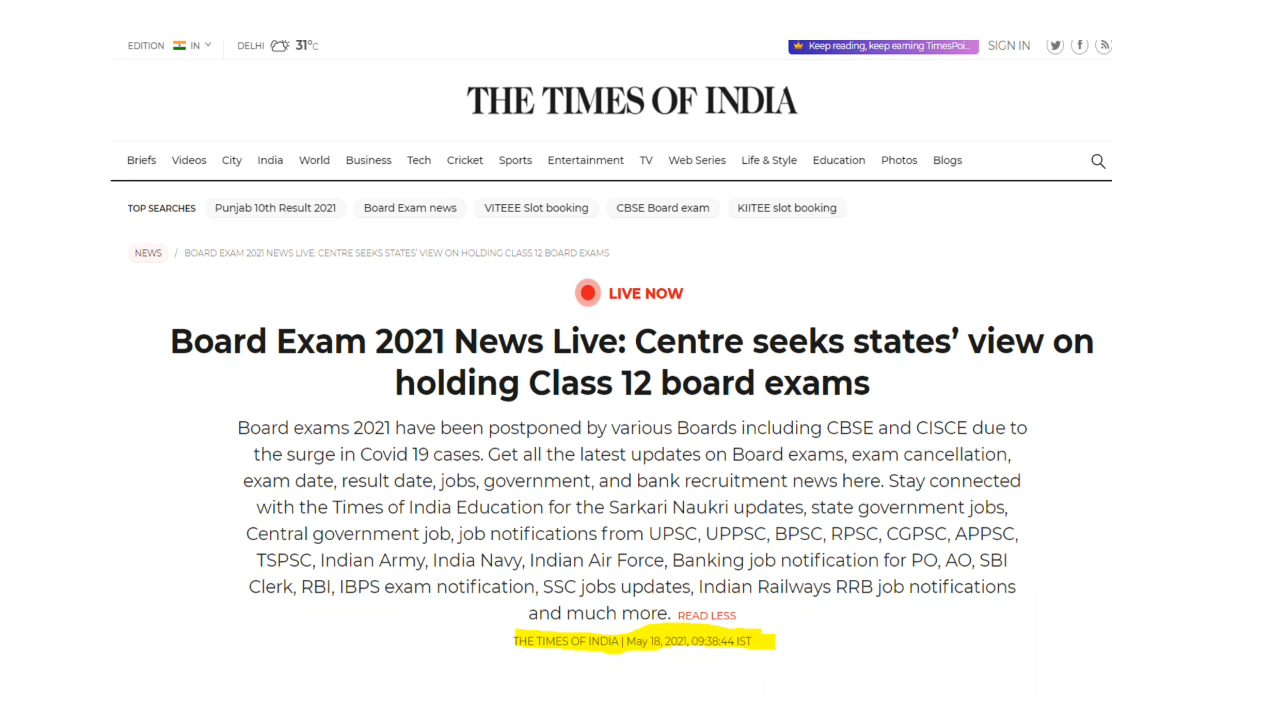 EDITION IN DELHI 31°C Keep reading, keep earning TimesPoi... SIGN IN
THE TIMES OF INDIA
Briefs Videos City India World Business Tech Cricket Sports Entertainment TV Web Series Life & Style Education Photos Blogs
TOP SEARCHES Punjab 10th Result 2021 Board Exam news VITEEE Slot booking CBSE Board exam KIITEE slot booking
NEWS / BOARD EXAM 2021 NEWS LIVE: CENTRE SEEKS STATES' VIEW ON HOLDING CLASS 12 BOARD EXAMS
LIVE NOW
Board Exam 2021 News Live: Centre seeks states’ view on
holding Class 12 board exams
Board exams 2021 have been postponed by various Boards including CBSE and CISCE due to
the surge in Covid 19 cases. Get all the latest updates on Board exams, exam cancellation,
exam date, result date, jobs, government, and bank recruitment news here. Stay connected
with the Times of India Education for the Sarkari Naukri updates, state government jobs,
Central government job, job notifications from UPSC, UPPSC, BPSC, RPSC, CGPSC, APPSC,
TSPSC, Indian Army, India Navy, Indian Air Force, Banking job notification for PO, AO, SBI
Clerk, RBI, IBPS exam notification, SSC jobs updates, Indian Railways RRB job notifications
and much more. READ LESS
THE TIMES OF INDIA | May 18, 2021, 09:38:44 IST